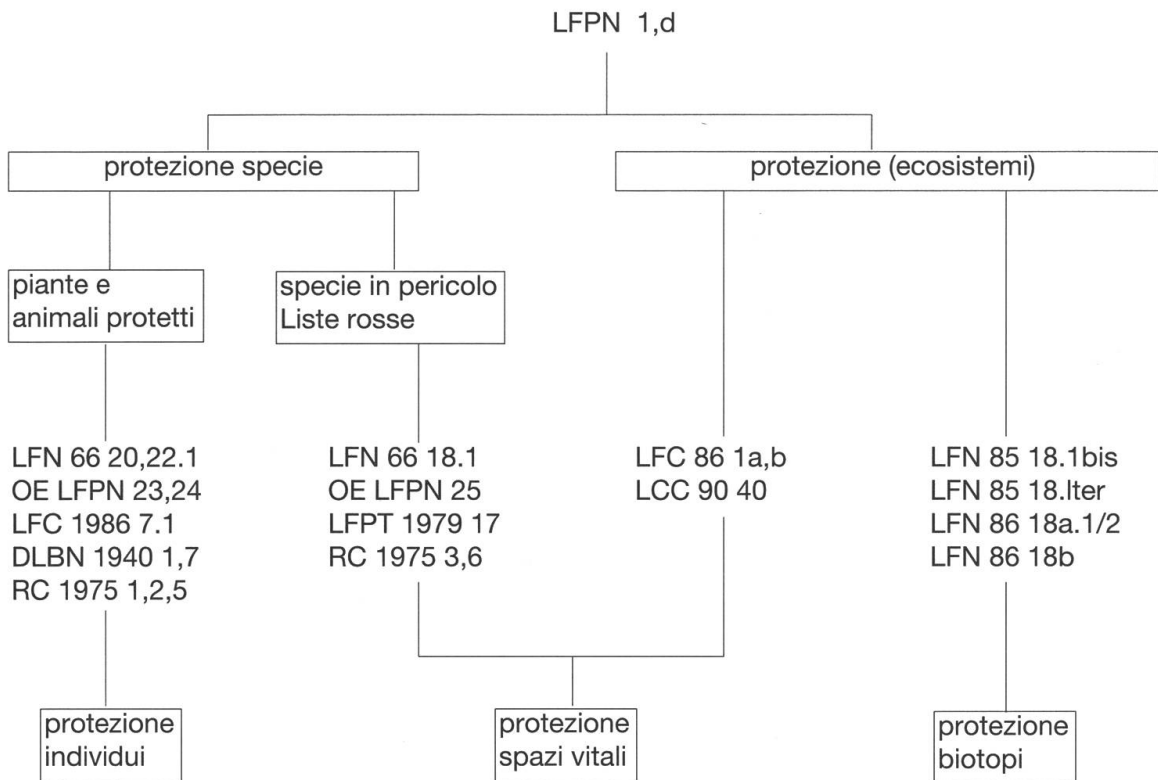 LFPN 1,d
protezione specie
protezione (ecosistemi)
piante e
animali protetti
specie in pericolo
Liste rosse
LFN 66 20,22.1
OE LFPN 23,24
LFC 1986 7.1
DLBN 1940 1,7
RC 1975 1,2,5
LFN 66 18.1
OE LFPN 25
LFPT 1979 17
RC 1975 3,6
LFC 86 1a,b
LCC 90 40
LFN 85 18.1bis
LFN 85 18.lter
LFN 86 18a.1/2
LFN 86 18b
protezione
individui
protezione
spazi vitali
protezione
biotopi